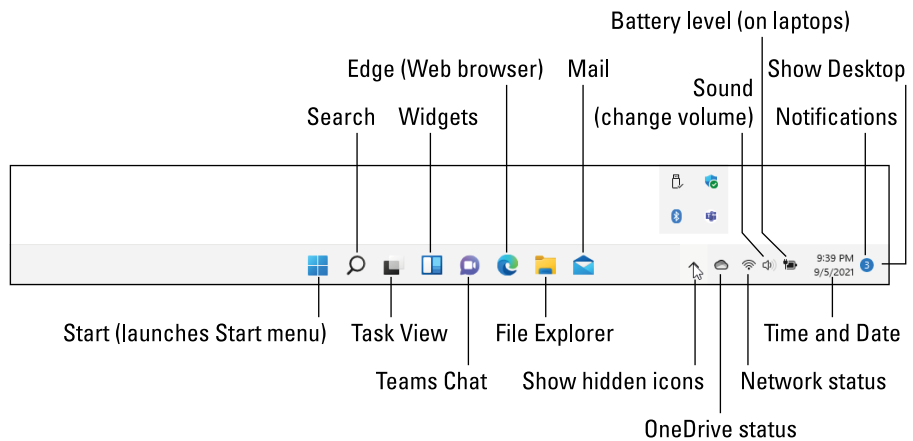 Battery level (on laptops)
Edge (Web browser)
Mail
Sound
(change volume)
Show Desktop
Search
Widgets
Notifications
9:39 PM
9/5/2021
3
Start (launches Start menu)
Task View
File Explorer
Time and Date
Teams Chat
Show hidden icons
Network status
OneDrive status